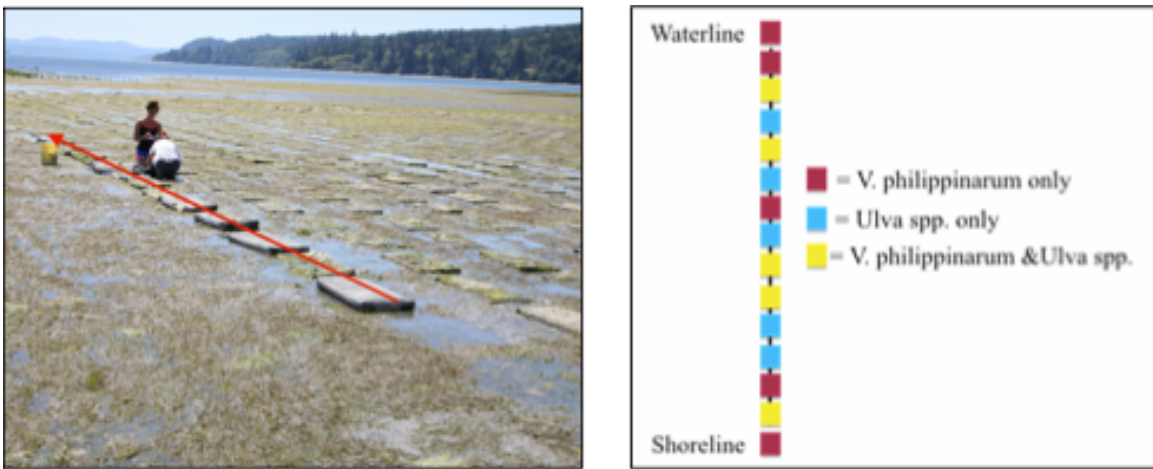 Waterline
= V. philippinarum only
= Ulva spp. only
= V. philippinarum &Ulva spp.
Shoreline